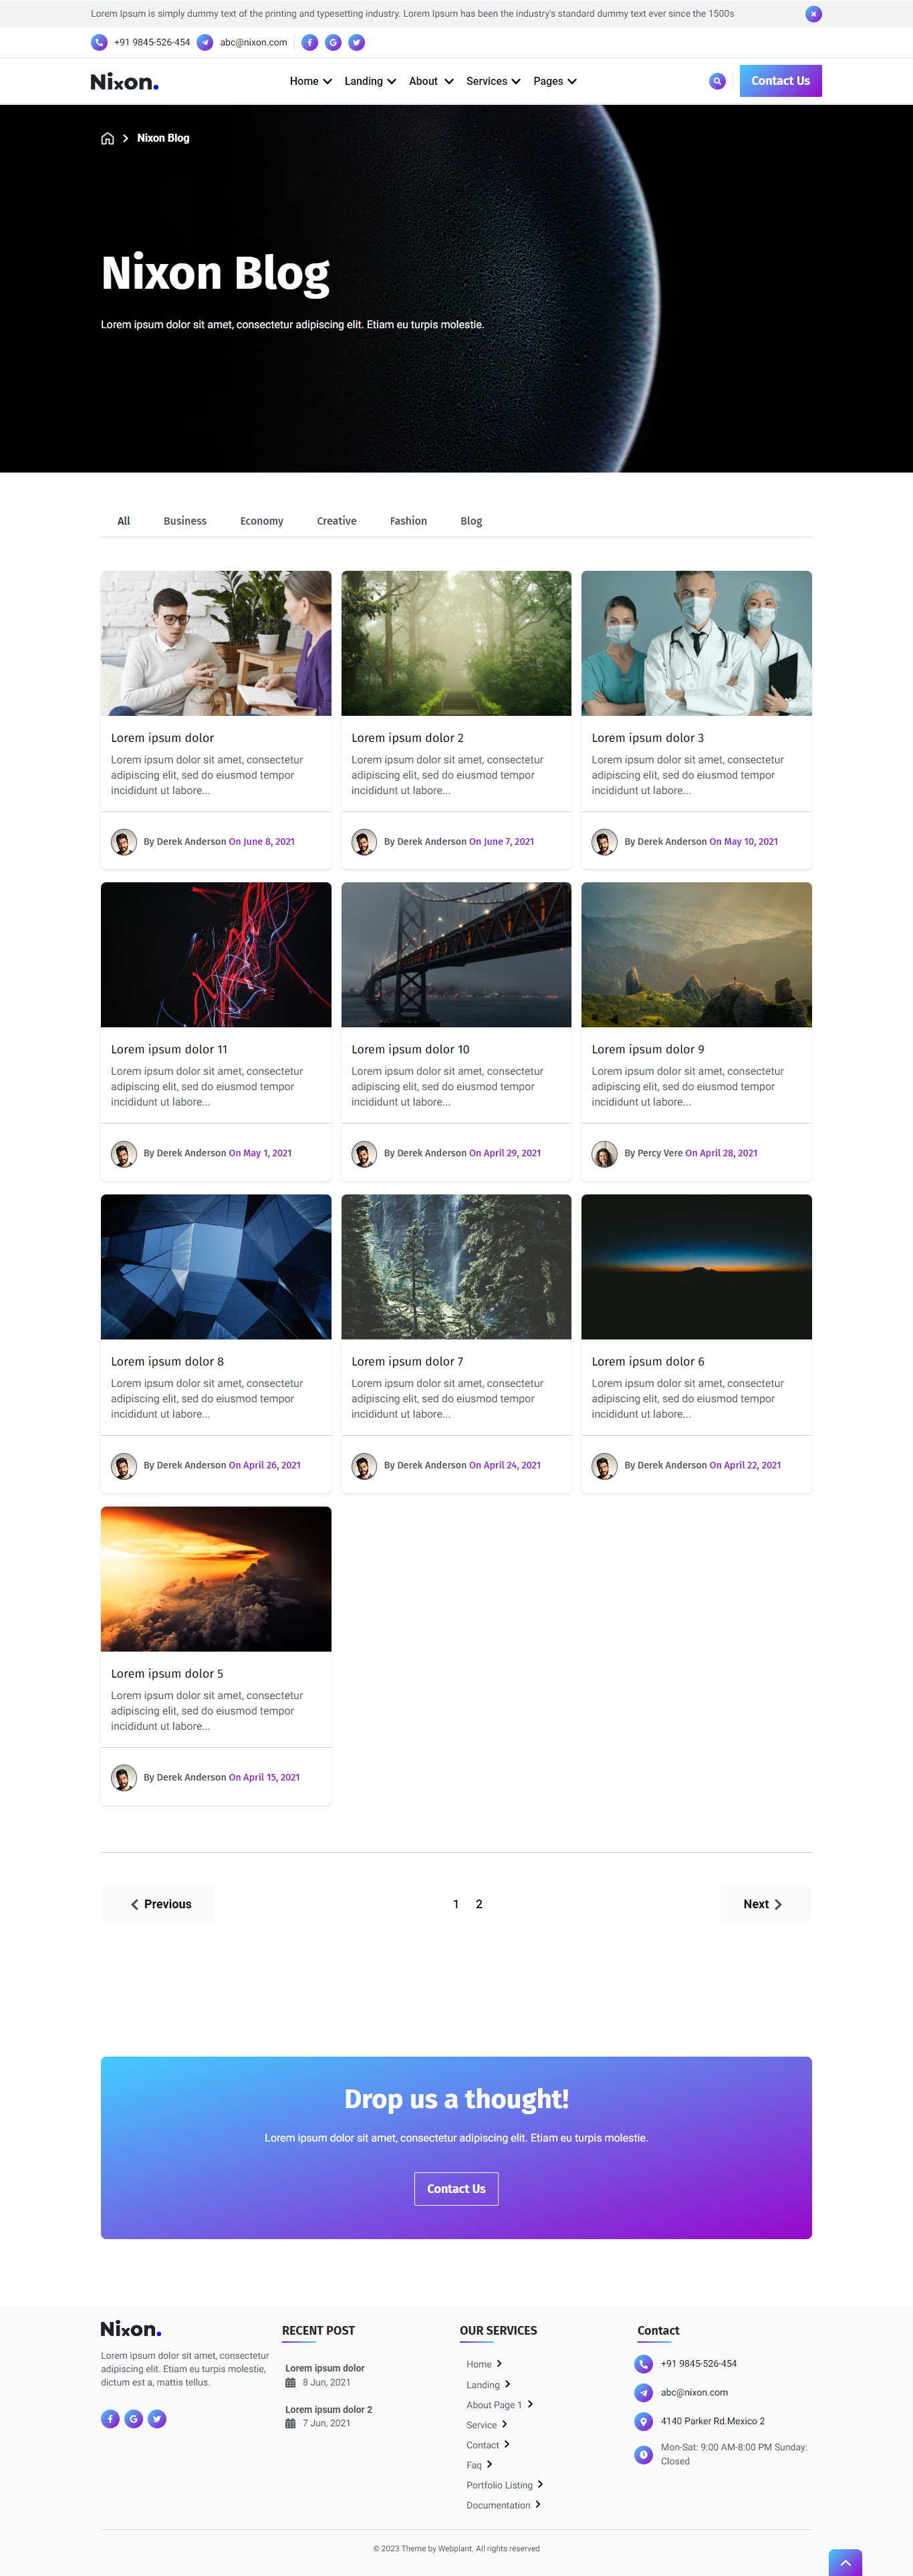 Lorem Ipsum is simply dummy text of the printing and typesetting industry. Lorem Ipsum has been the industry's standard dummy text ever since the 1500s
+91 9845-526-454 abc@nixon.com
Nixon. Home Landing About Services Pages Contact Us
Nixon Blog
Nixon Blog
Lorem ipsum dolor sit amet, consectetur adipiscing elit. Etiam eu turpis molestie.
All Business Economy Creative Fashion Blog
Lorem ipsum dolor
Lorem ipsum dolor sit amet, consectetur
adipiscing elit, sed do eiusmod tempor
incididunt ut labore...
By Derek Anderson On June 8, 2021
Lorem ipsum dolor 2
Lorem ipsum dolor sit amet, consectetur
adipiscing elit, sed do eiusmod tempor
incididunt ut labore...
By Derek Anderson On June 7, 2021
Lorem ipsum dolor 3
Lorem ipsum dolor sit amet, consectetur
adipiscing elit, sed do eiusmod tempor
incididunt ut labore...
By Derek Anderson On May 10, 2021
Lorem ipsum dolor 11
Lorem ipsum dolor sit amet, consectetur
adipiscing elit, sed do eiusmod tempor
incididunt ut labore...
By Derek Anderson On May 1, 2021
Lorem ipsum dolor 10
Lorem ipsum dolor sit amet, consectetur
adipiscing elit, sed do eiusmod tempor
incididunt ut labore...
By Derek Anderson On April 29, 2021
Lorem ipsum dolor 9
Lorem ipsum dolor sit amet, consectetur
adipiscing elit, sed do eiusmod tempor
incididunt ut labore...
By Percy Vere On April 28, 2021
Lorem ipsum dolor 8
Lorem ipsum dolor sit amet, consectetur
adipiscing elit, sed do eiusmod tempor
incididunt ut labore...
By Derek Anderson On April 26, 2021
Lorem ipsum dolor 7
Lorem ipsum dolor sit amet, consectetur
adipiscing elit, sed do eiusmod tempor
incididunt ut labore...
By Derek Anderson On April 24, 2021
Lorem ipsum dolor 6
Lorem ipsum dolor sit amet, consectetur
adipiscing elit, sed do eiusmod tempor
incididunt ut labore...
By Derek Anderson On April 22, 2021
Lorem ipsum dolor 5
Lorem ipsum dolor sit amet, consectetur
adipiscing elit, sed do eiusmod tempor
incididunt ut labore...
By Derek Anderson On April 15, 2021
Previous 1 2 Next
Drop us a thought!
Lorem ipsum dolor sit amet, consectetur adipiscing elit. Etiam eu turpis molestie.
Contact Us
Nixon.
Lorem ipsum dolor sit amet, consectetur
adipiscing elit. Etiam eu turpis molestie,
dictum est a, mattis tellus.
RECENT POST
Lorem ipsum dolor
8 Jun, 2021
Lorem ipsum dolor 2
7 Jun, 2021
OUR SERVICES
Home
Landing
About Page 1
Service
Contact
Faq
Portfolio Listing
Documentation
Contact
+91 9845-526-454
abc@nixon.com
4140 Parker Rd.Mexico 2
Mon-Sat: 9:00 AM-8:00 PM Sunday:
Closed
© 2023 Theme by Webplant. All rights reserved